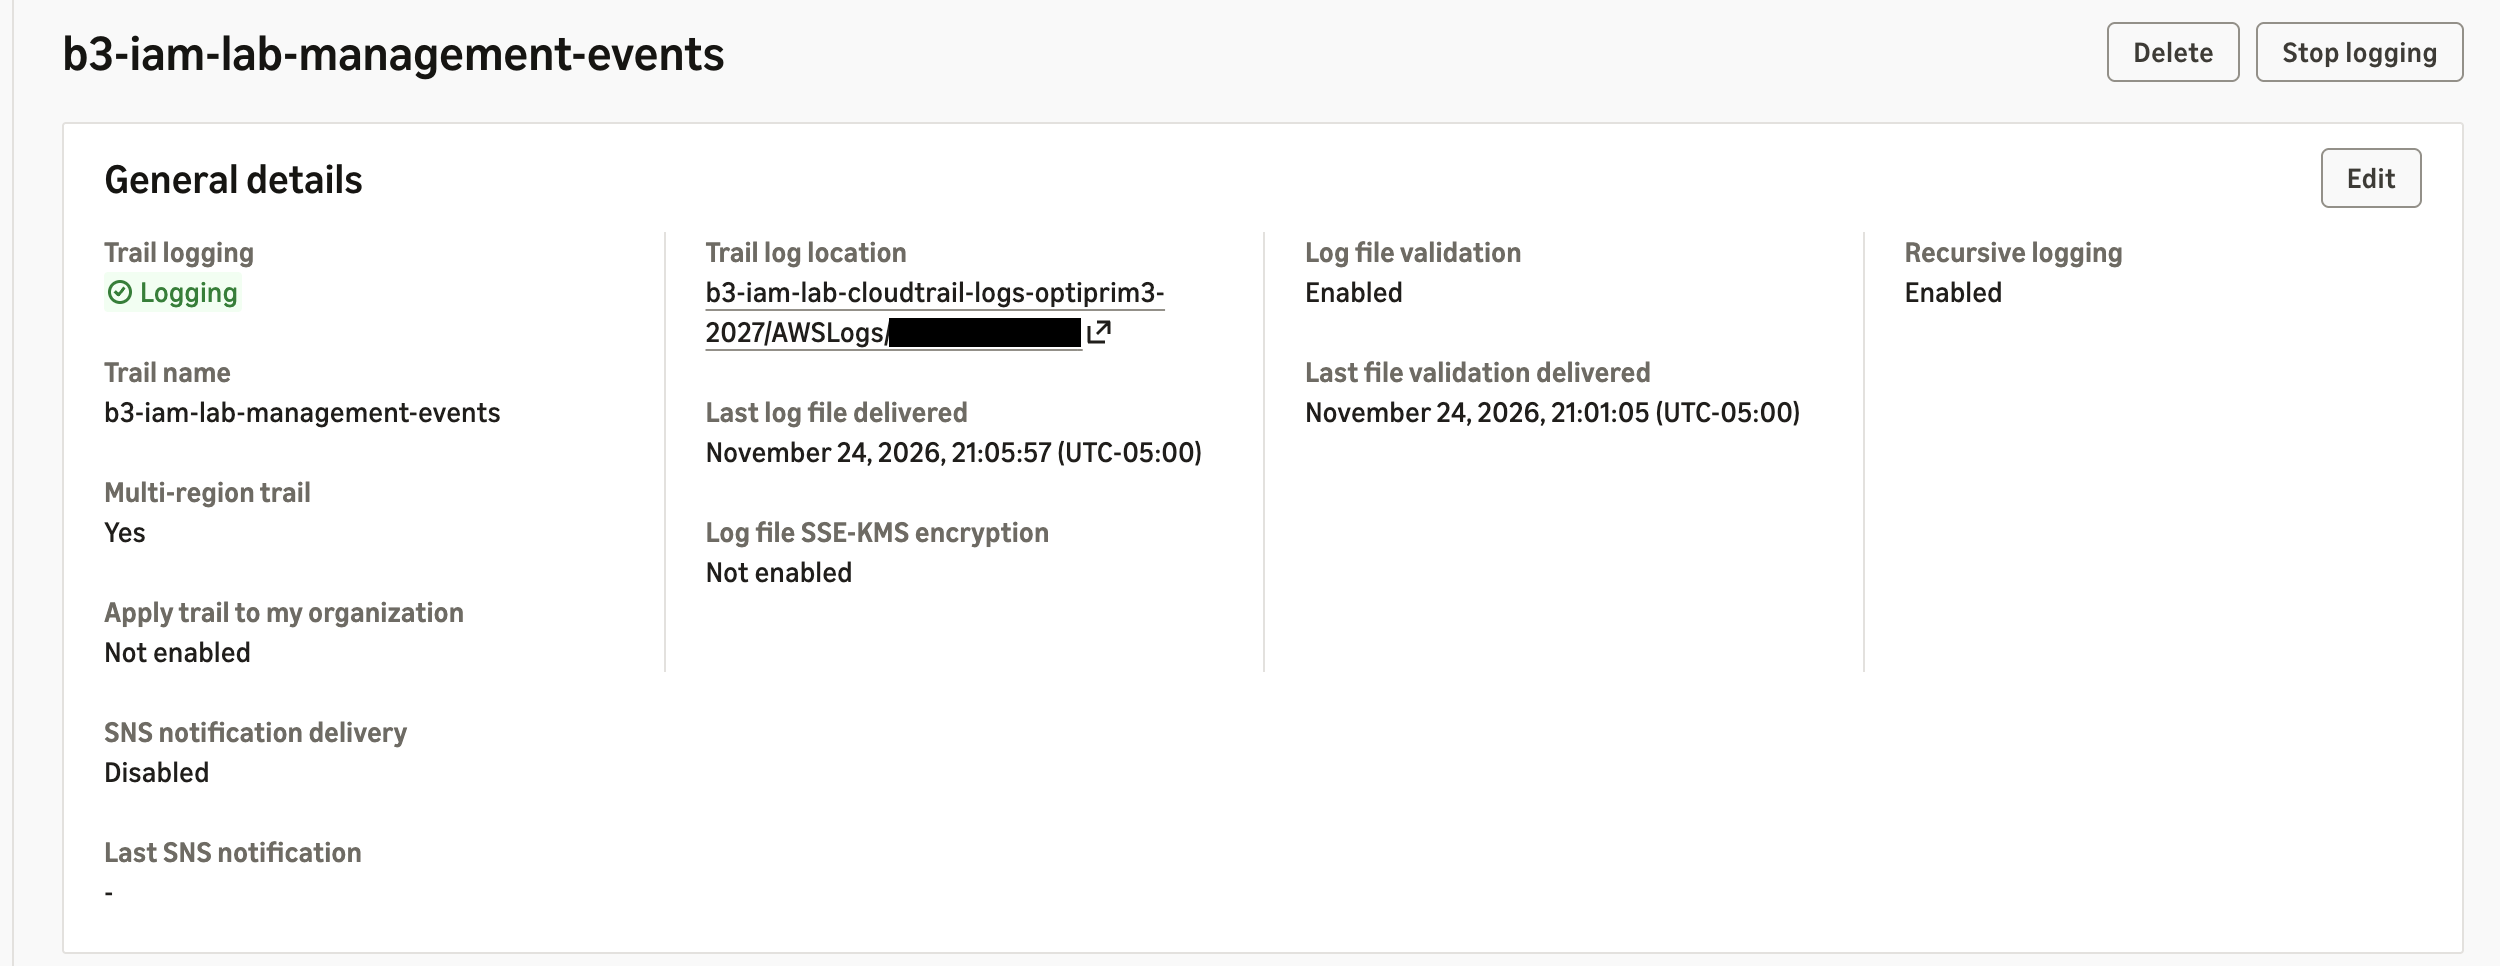 b3-iam-lab-management-events
Delete
Stop logging
General details
Edit
Trail logging
Logging
Trail name
b3-iam-lab-management-events
Multi-region trail
Yes
Apply trail to my organization
Not enabled
SNS notification delivery
Disabled
Last SNS notification
-
Trail log location
b3-iam-lab-cloudtrail-logs-optiprim3-
2027/AWSLogs/
Last log file delivered
November 24, 2026, 21:05:57 (UTC-05:00)
Log file SSE-KMS encryption
Not enabled
Log file validation
Enabled
Last file validation delivered
November 24, 2026, 21:01:05 (UTC-05:00)
Recursive logging
Enabled